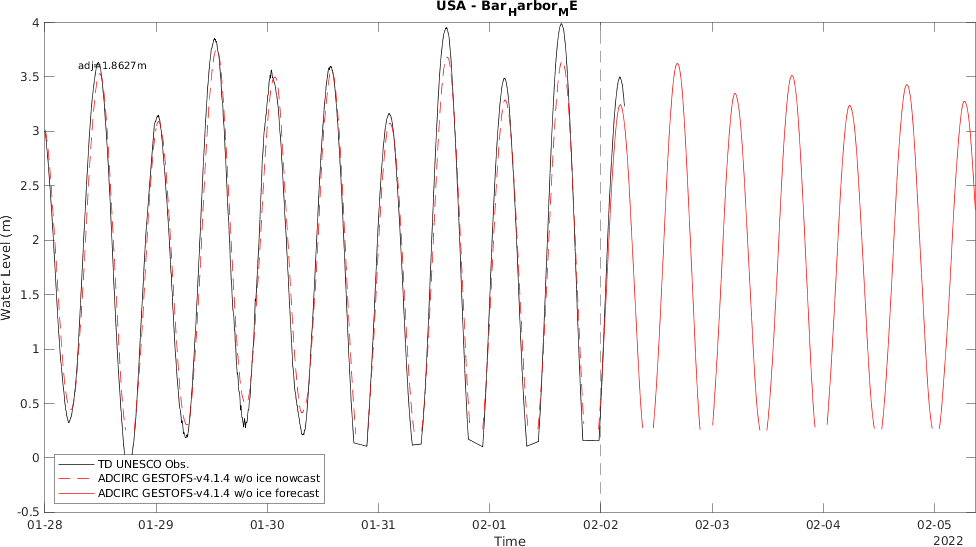 USA - BarHarborME
4
adj=1.8627m
3.5
3
2.5
2
1.5
1
0.5
0
-0.5
Water Level (m)
TD UNESCO Obs.
ADCIRC GESTOFS-v4.1.4 w/o ice nowcast
ADCIRC GESTOFS-v4.1.4 w/o ice forecast
01-28 01-29 01-30 01-31 02-01 02-02 02-03 02-04 02-05
Time
2022